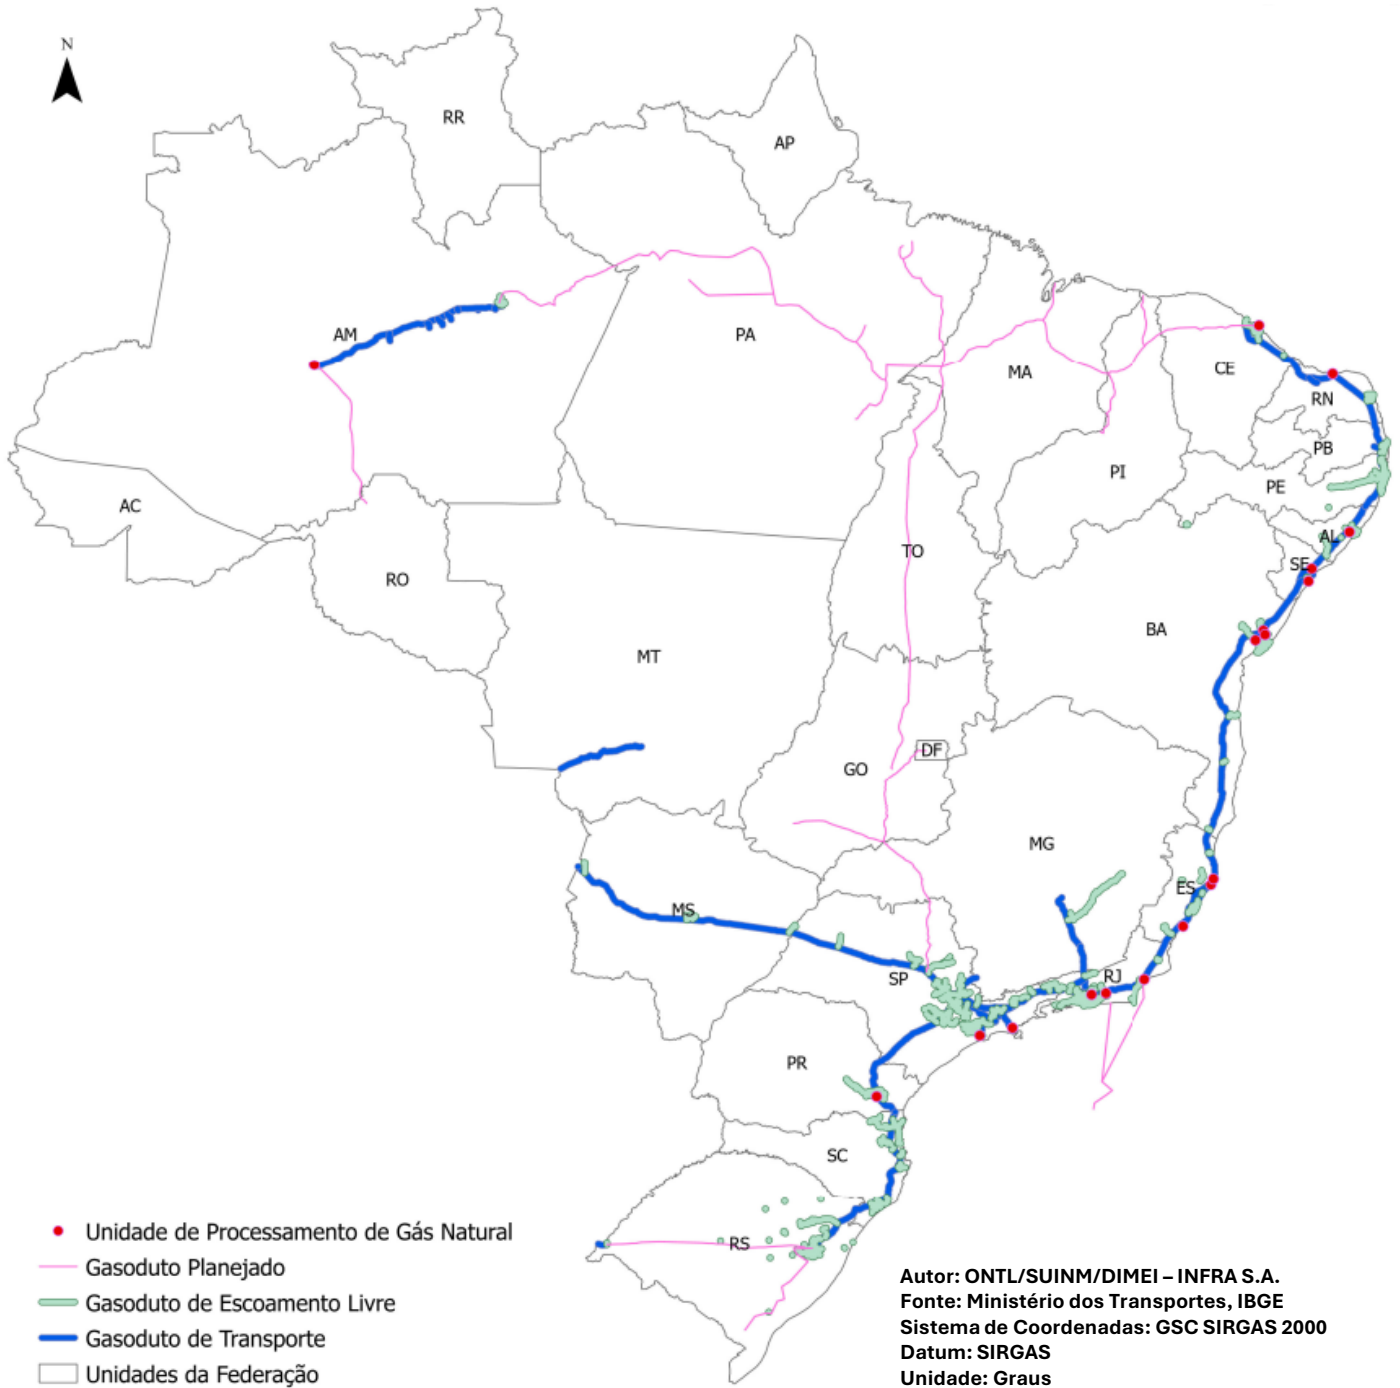 N
RR
AP
AM
PA
MA
CE
RN
PB
PE
PI
AL
SE
AC
RO
TO
BA
MT
DF
GO
MG
ES
MS
SP
RJ
PR
SC
RS
Unidade de Processamento de Gás Natural
Gasoduto Planejado
Gasoduto de Escoamento Livre
Gasoduto de Transporte
Unidades da Federação
Autor: ONTL/SUINM/DIMEI – INFRA S.A.
Fonte: Ministério dos Transportes, IBGE
Sistema de Coordenadas: GSC SIRGAS 2000
Datum: SIRGAS
Unidade: Graus